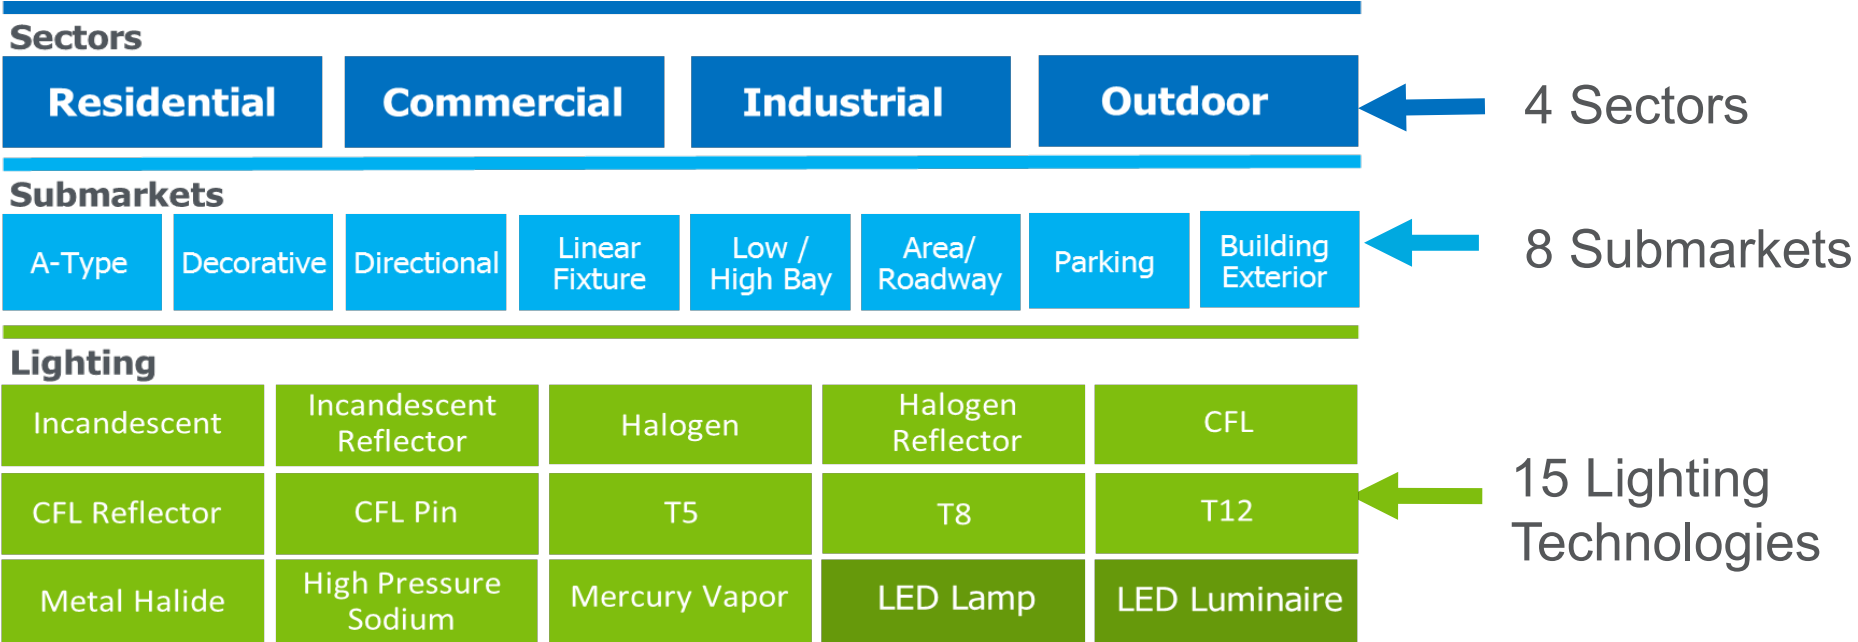 Sectors
Residential
Commercial
Industrial
Outdoor
4 Sectors
Submarkets
A-Type
Decorative
Directional
Linear
Fixture
Low /
High Bay
Area/
Roadway
Parking
Building
Exterior
8 Submarkets
Lighting
Incandescent
Incandescent
Reflector
Halogen
Halogen
Reflector
CFL
CFL Reflector
CFL Pin
T5
T8
T12
15 Lighting
Technologies
Metal Halide
High Pressure
Sodium
Mercury Vapor
LED Lamp
LED Luminaire